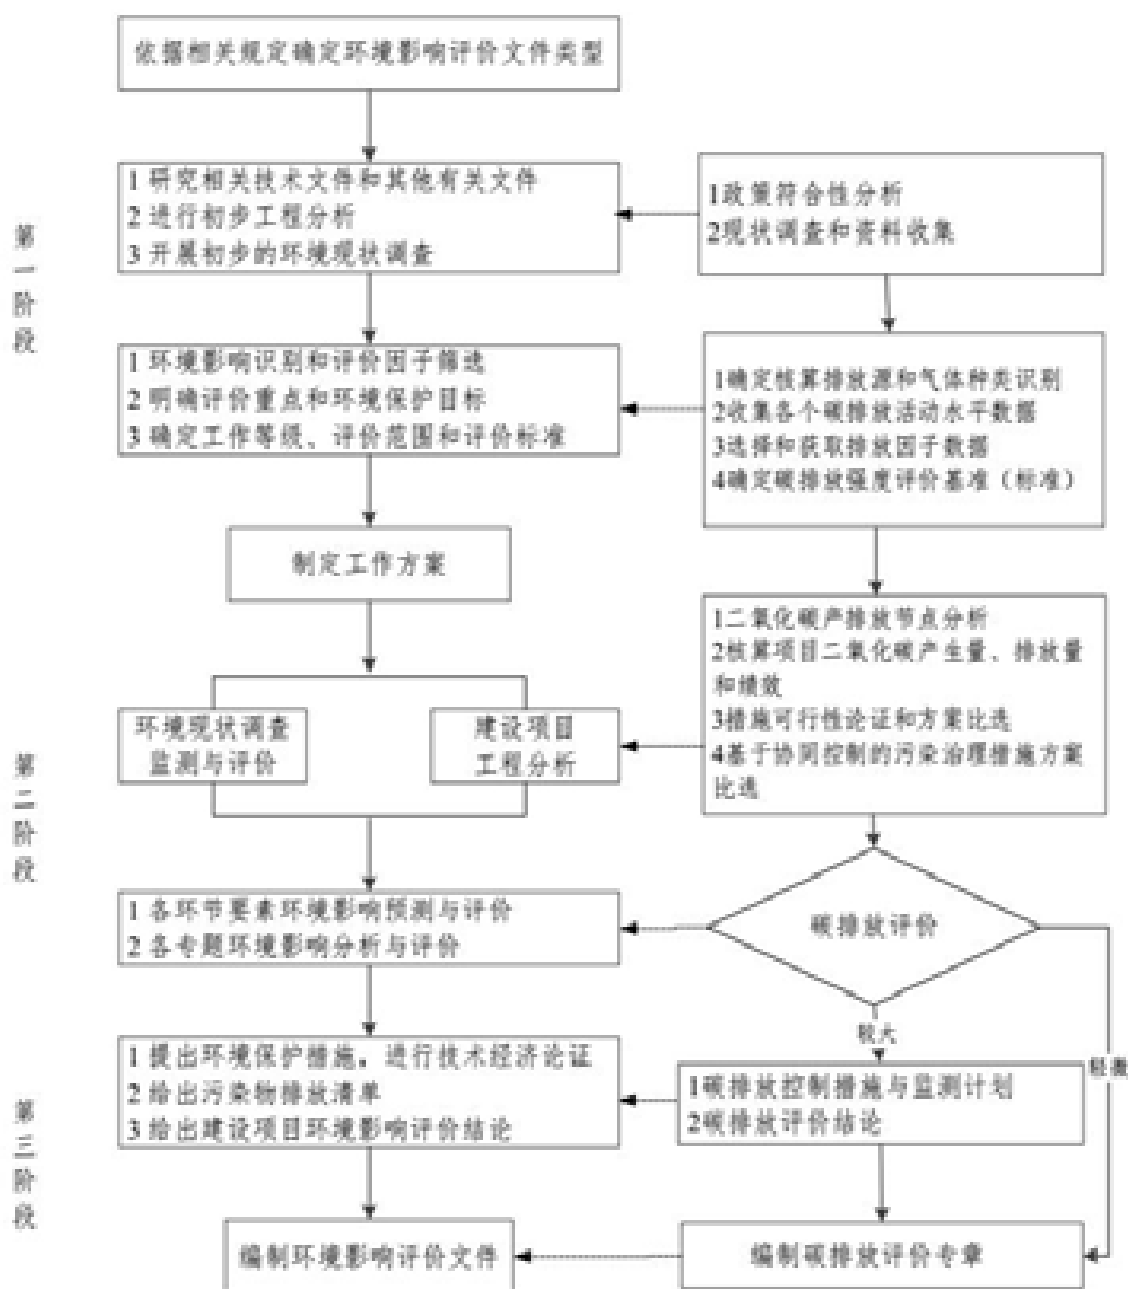 依据相关规定确定环境影响评价文件类型
第一阶段
1 研究相关技术文件和其他有关文件
2 进行初步工程分析
3 开展初步的环境现状调查
1政策符合性分析
2现状调查和资料收集
1 环境影响识别和评价因子筛选
2 明确评价重点和环境保护目标
3 确定工作等级、评价范围和评价标准
1确定核算排放源和气体种类识别
2收集各个碳排放活动水平数据
3选择和获取排放因子数据
4确定碳排放强度评价基准（标准）
制定工作方案
第二阶段
环境现状调查
监测与评价
建设项目
工程分析
1二氧化碳产排放节点分析
2核算项目二氧化碳产生量、排放量
和绩效
3措施可行性论证和方案比选
4基于协同控制的污染治理措施方案
比选
1 各环节要素环境影响预测与评价
2 各专题环境影响分析与评价
碳排放评价
较大
轻微
第三阶段
1 提出环境保护措施，进行技术经济论证
2 给出污染物排放清单
3 给出建设项目环境影响评价结论
1碳排放控制措施与监测计划
2碳排放评价结论
编制环境影响评价文件
编制碳排放评价专章